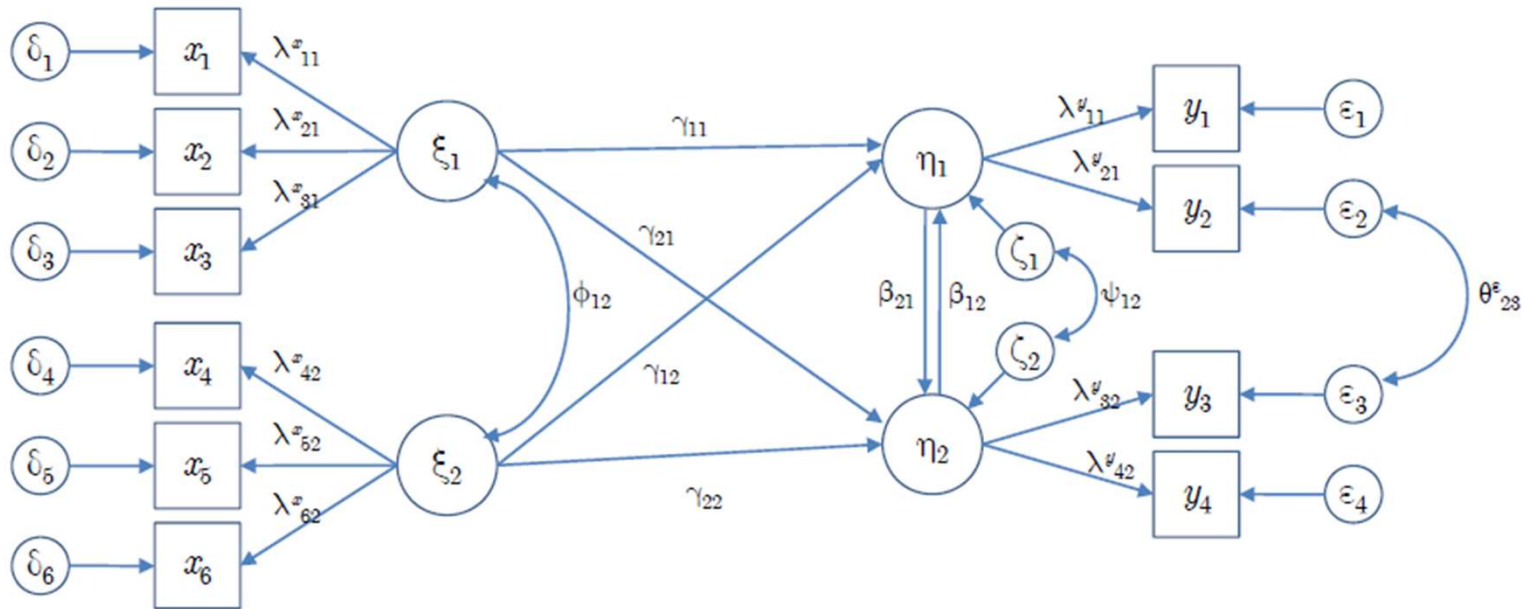 δ₁
x₁
λˣ₁₁
δ₂
x₂
λˣ₂₁
δ₃
x₃
λˣ₃₁
ξ₁
δ₄
x₄
λˣ₄₂
δ₅
x₅
λˣ₅₂
δ₆
x₆
λˣ₆₂
ξ₂
ϕ₁₂
γ₁₁
γ₂₁
γ₁₂
γ₂₂
η₁
β₂₁
β₁₂
η₂
ζ₁
ζ₂
ψ₁₂
λʸ₁₁
y₁
ε₁
λʸ₂₁
y₂
ε₂
θᵋ₂₃
λʸ₃₂
y₃
ε₃
λʸ₄₂
y₄
ε₄